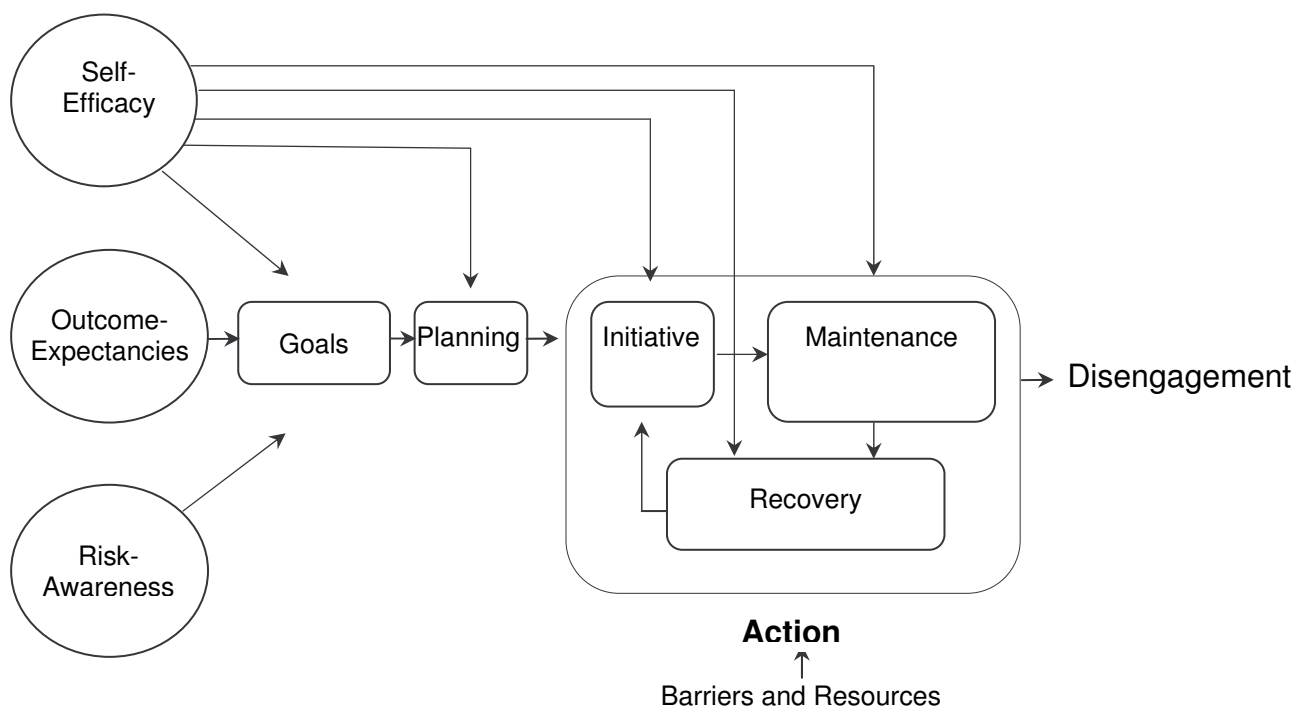 Self-
Efficacy
Outcome-
Expectancies
Goals
Planning
Initiative
Maintenance
Disengagement
Recovery
Risk-
Awareness
Action
Barriers and Resources